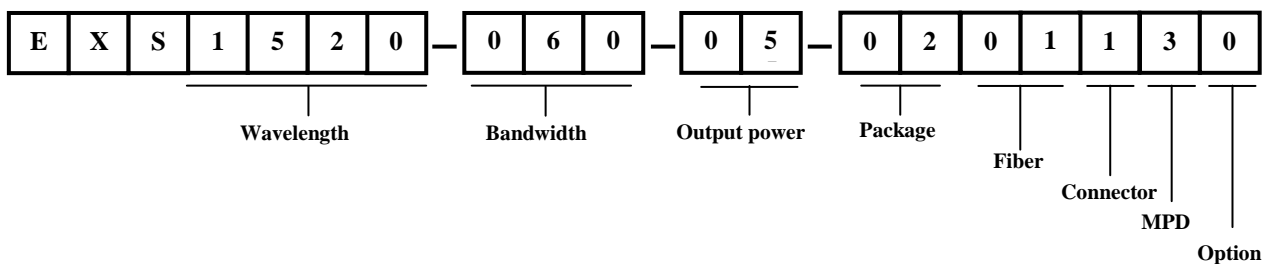 E X S 1 5 2 0 – 0 6 0 – 0 5 – 0 2 0 1 1 3 0
Wavelength Bandwidth Output power Package
Fiber
Connector
MPD
Option